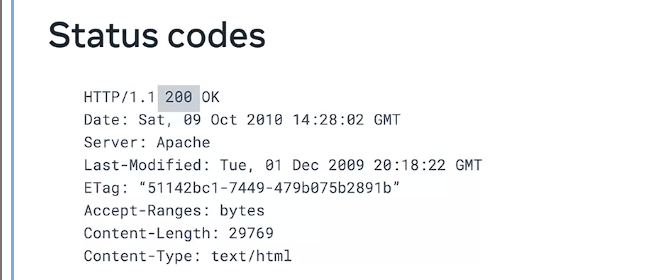 Status codes
HTTP/1.1 200 OK
Date: Sat, 09 Oct 2010 14:28:02 GMT
Server: Apache
Last-Modified: Tue, 01 Dec 2009 20:18:22 GMT
ETag: “51142bc1-7449-479b075b2891b”
Accept-Ranges: bytes
Content-Length: 29769
Content-Type: text/html